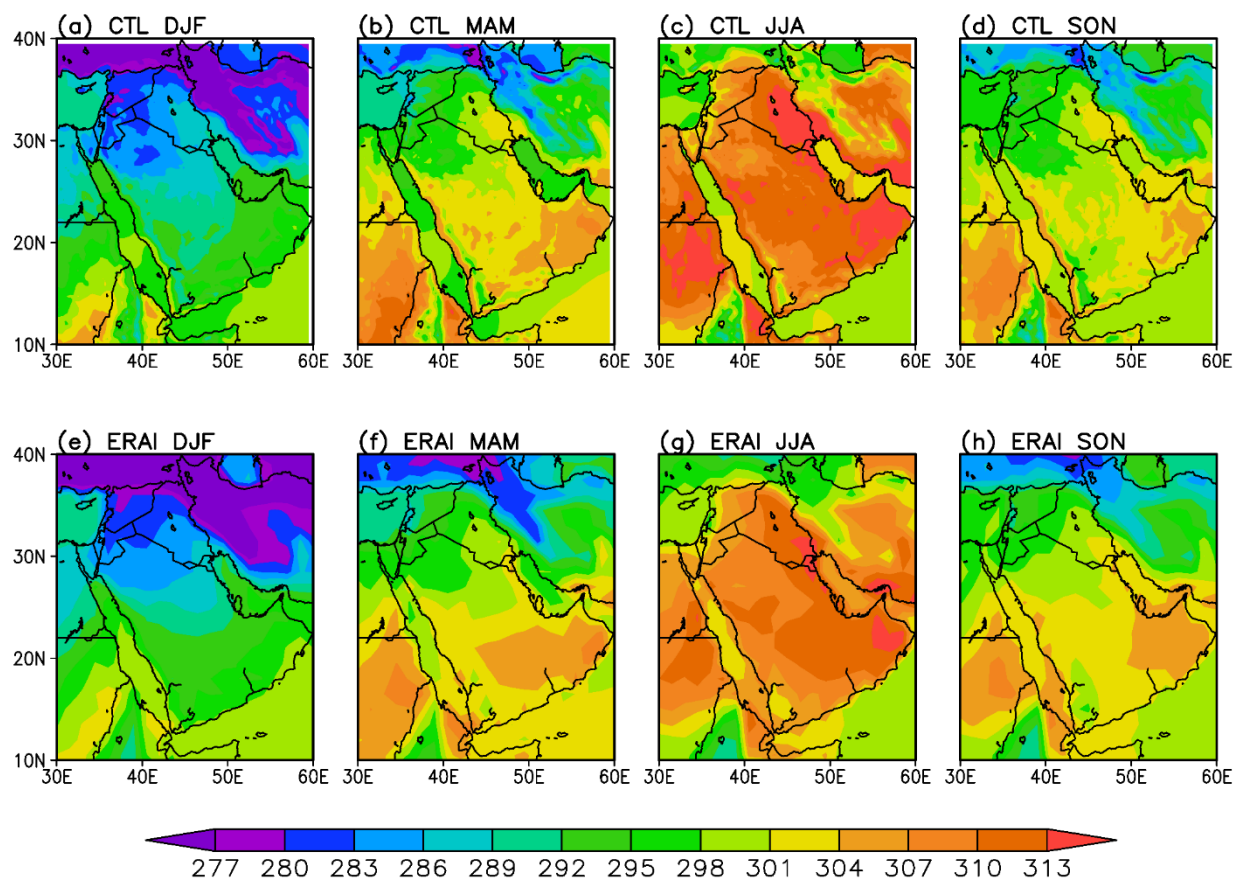 (a) CTL DJF (b) CTL MAM (c) CTL JJA (d) CTL SON
40N
30N
20N
10N
30E 40E 50E 60E 30E 40E 50E 60E 30E 40E 50E 60E 30E 40E 50E 60E
(e) ERAI DJF (f) ERAI MAM (g) ERAI JJA (h) ERAI SON
40N
30N
20N
10N
30E 40E 50E 60E 30E 40E 50E 60E 30E 40E 50E 60E 30E 40E 50E 60E
277 280 283 286 289 292 295 298 301 304 307 310 313